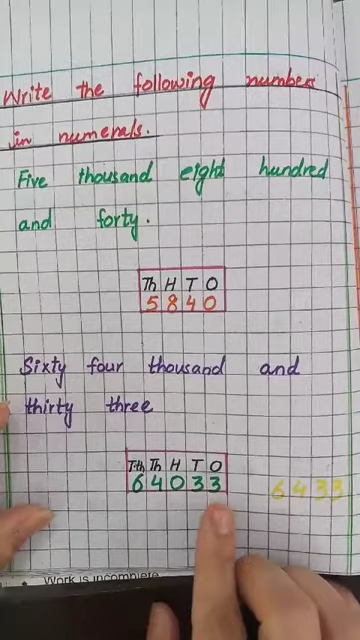 Write the following numbers
in numerals.
Five thousand eight hundred
and forty.
Th H T O
5 8 4 0
Sixty four thousand and
thirty three
T-th Th H T O
6 4 0 3 3
6 4 3 3
Work is incomplete